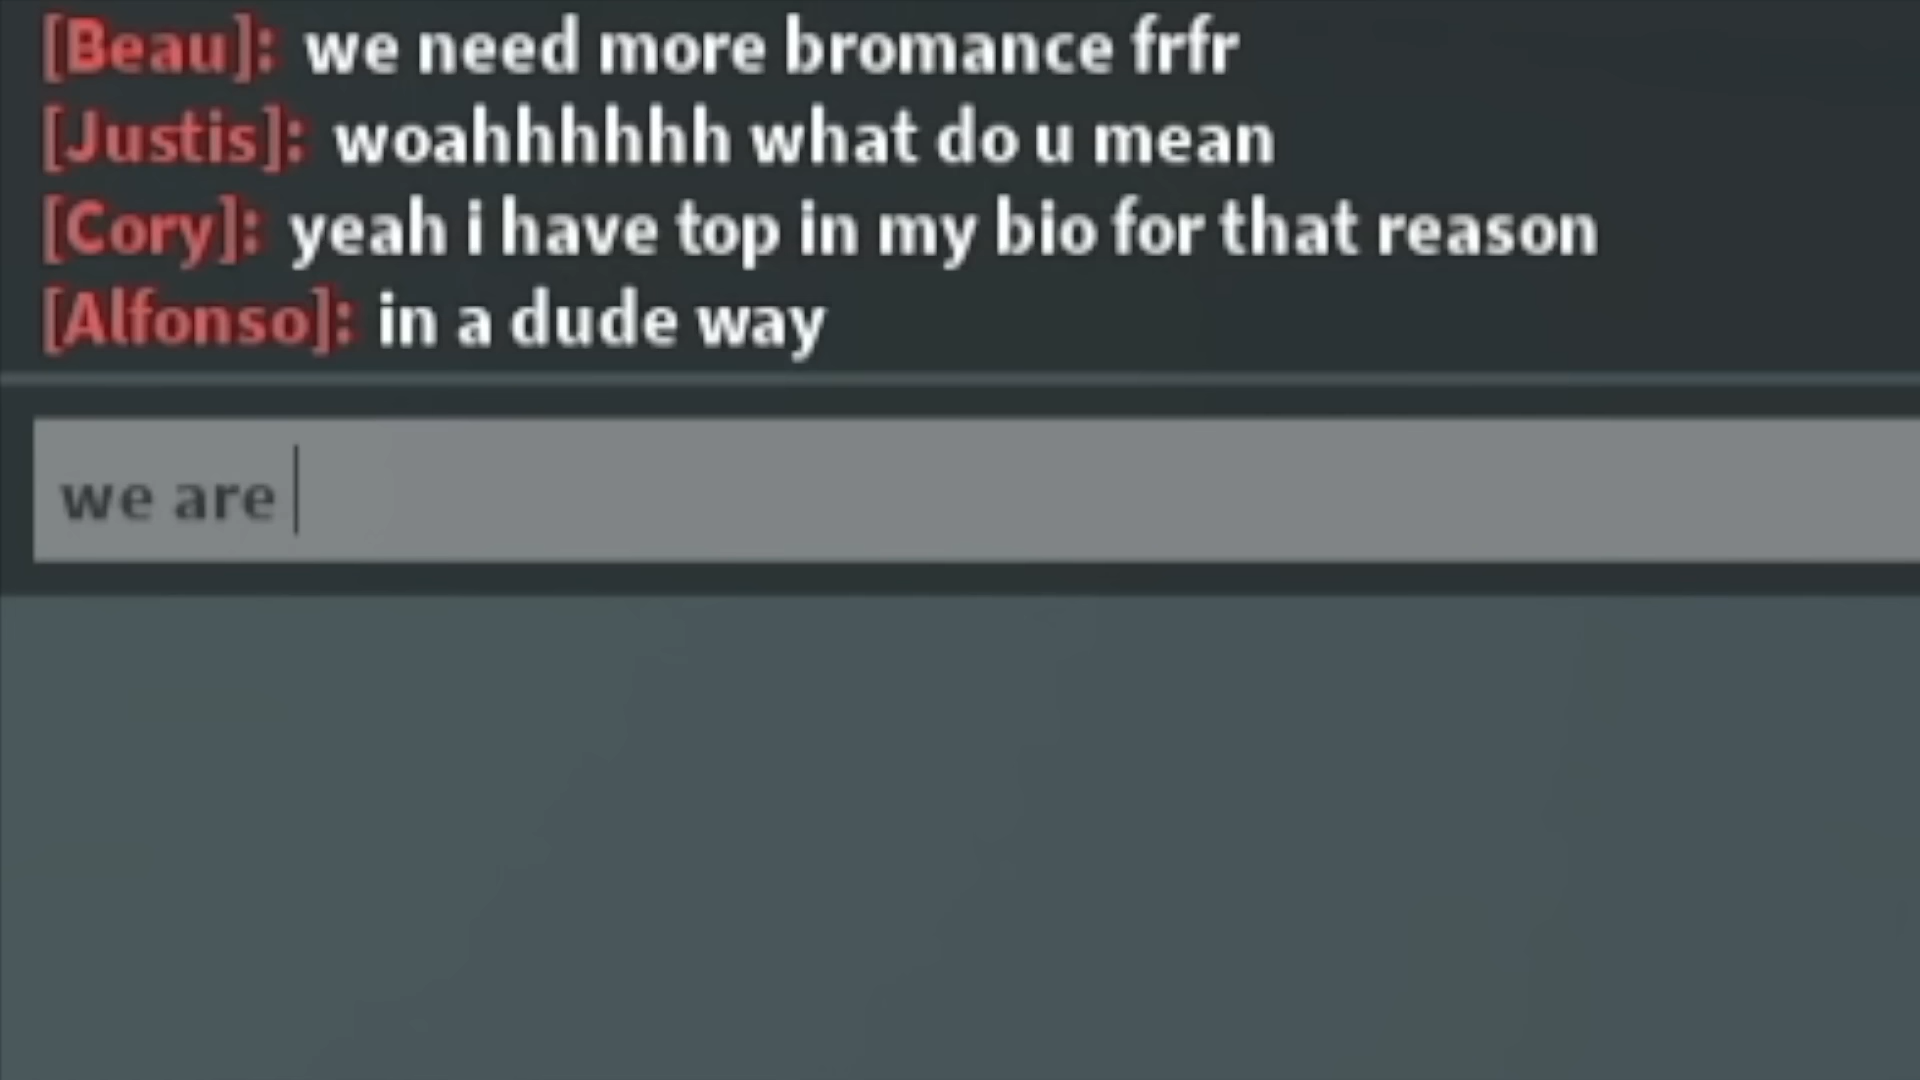 [Beau]: we need more bromance frfr
[Justis]: woahhhhhh what do u mean
[Cory]: yeah i have top in my bio for that reason
[Alfonso]: in a dude way
we are